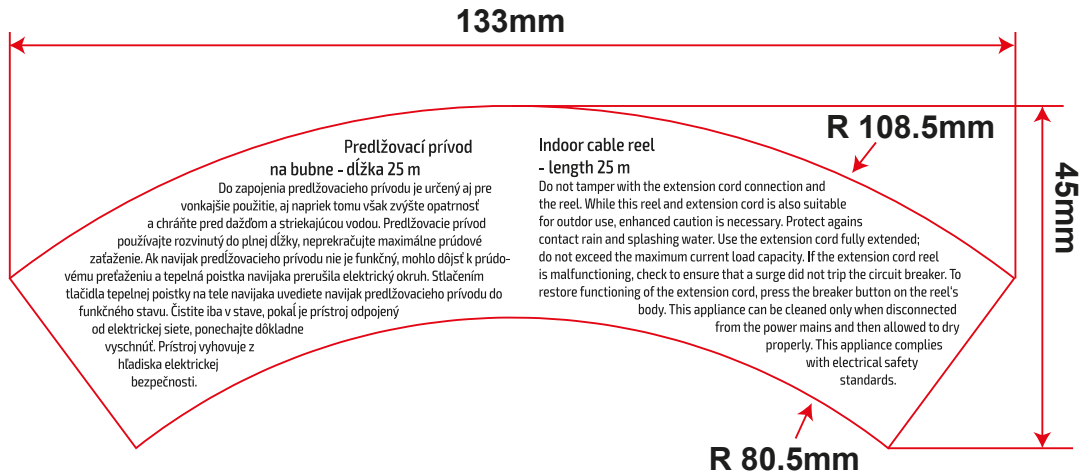 133mm
R 108.5mm
45mm
Predlžovací prívod
na bubne - dĺžka 25 m
Do zapojenia predlžovacieho prívodu je určený aj pre
vonkajšie použitie, aj napriek tomu však zvýšte opatrnosť
a chráňte pred dažďom a striekajúcou vodou. Predlžovacie prívod
používajte rozvinutý do plnej dĺžky, neprekračujte maximálne prúdové
zaťaženie. Ak navijak predlžovacieho prívodu nie je funkčný, mohlo dôjsť k prúdo-
vému preťaženiu a tepelná poistka navijaka prerušila elektrický okruh. Stlačením
tlačidla tepelnej poistky na tele navijaka uvediete navijak predlžovacieho prívodu do
funkčného stavu. Čistite iba v stave, pokaľ je prístroj odpojený
od elektrickej siete, ponechajte dôkladne
vyschnúť. Prístroj vyhovuje z
hľadiska elektrickej
bezpečnosti.
Indoor cable reel
- length 25 m
Do not tamper with the extension cord connection and
the reel. While this reel and extension cord is also suitable
for outdor use, enhanced caution is necessary. Protect agains
contact rain and splashing water. Use the extension cord fully extended;
do not exceed the maximum current load capacity. If the extension cord reel
is malfunctioning, check to ensure that a surge did not trip the circuit breaker. To
restore functioning of the extension cord, press the breaker button on the reel's
body. This appliance can be cleaned only when disconnected
from the power mains and then allowed to dry
properly. This appliance complies
with electrical safety
standards.
R 80.5mm